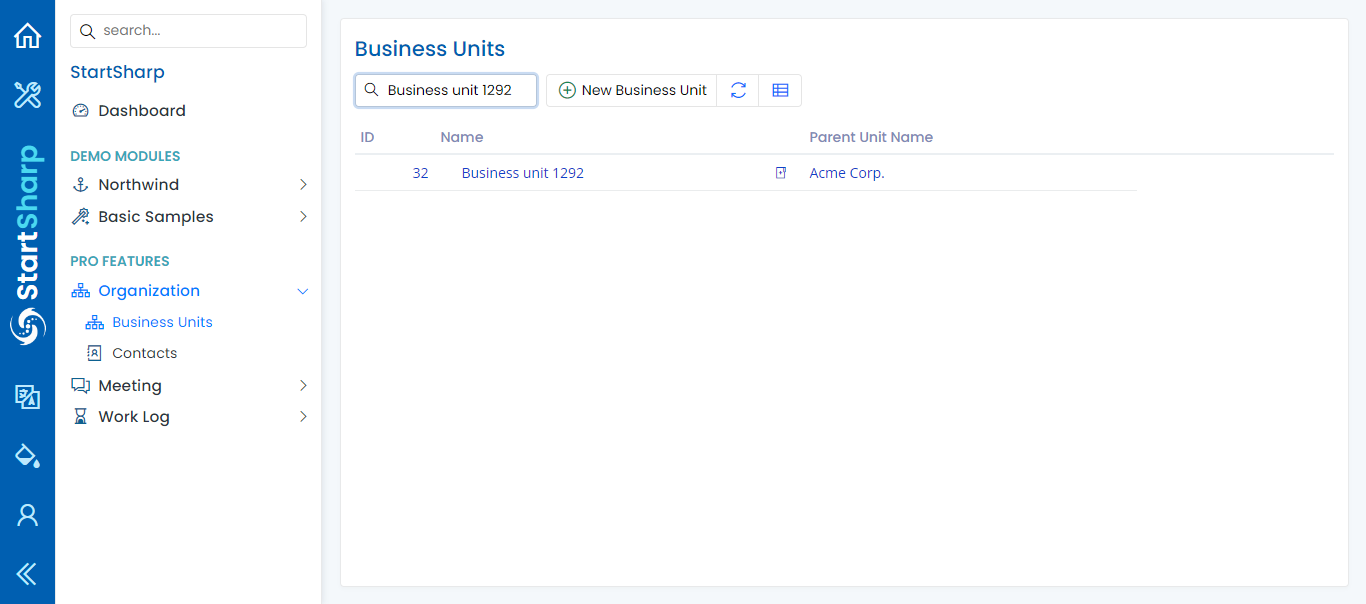 StartSharp
search...
StartSharp
Dashboard
DEMO MODULES
Northwind
Basic Samples
PRO FEATURES
Organization
Business Units
Contacts
Meeting
Work Log
Business Units
Business unit 1292 New Business Unit
ID Name Parent Unit Name
32 Business unit 1292 Acme Corp.